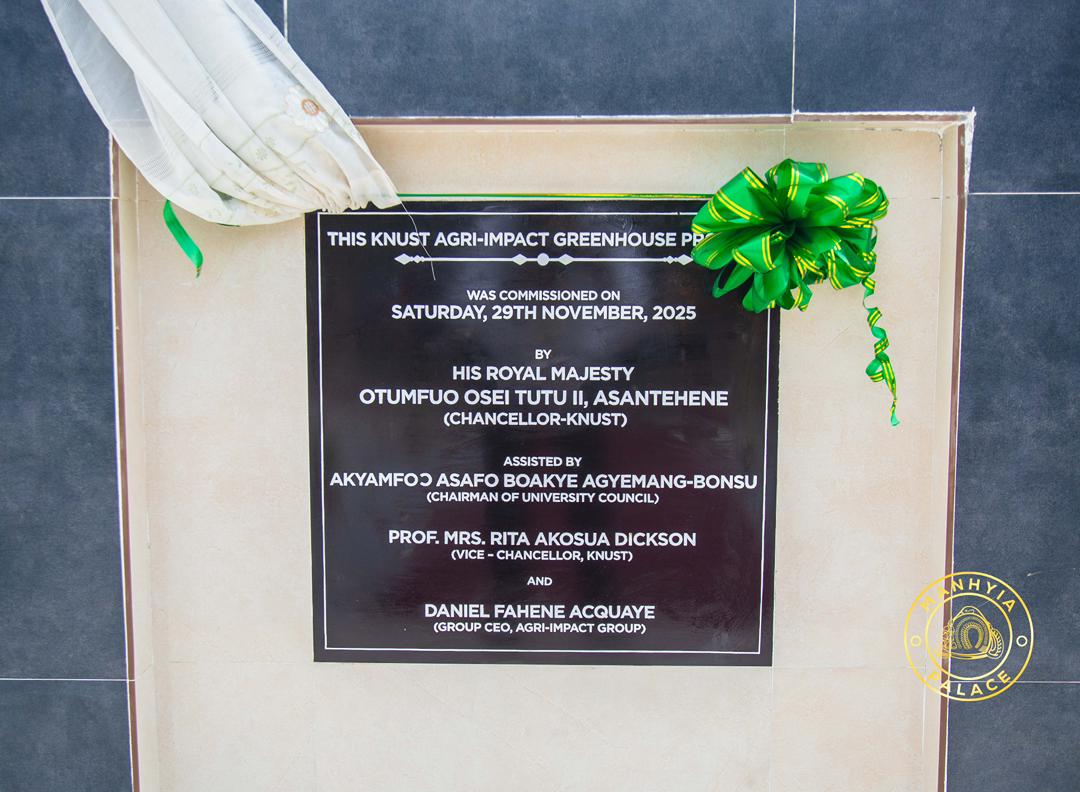 THIS KNUST AGRI-IMPACT GREENHOUSE
WAS COMMISSIONED ON
SATURDAY, 29TH NOVEMBER, 2025
BY
HIS ROYAL MAJESTY
OTUMFUO OSEI TUTU II, ASANTEHENE
(CHANCELLOR-KNUST)
ASSISTED BY
AKYAMFOƆ ASAFO BOAKYE AGYEMANG-BONSU
(CHAIRMAN OF UNIVERSITY COUNCIL)
PROF. MRS. RITA AKOSUA DICKSON
(VICE – CHANCELLOR, KNUST)
AND
DANIEL FAHENE ACQUAYE
(GROUP CEO, AGRI-IMPACT GROUP)
MANHYIA
PALACE